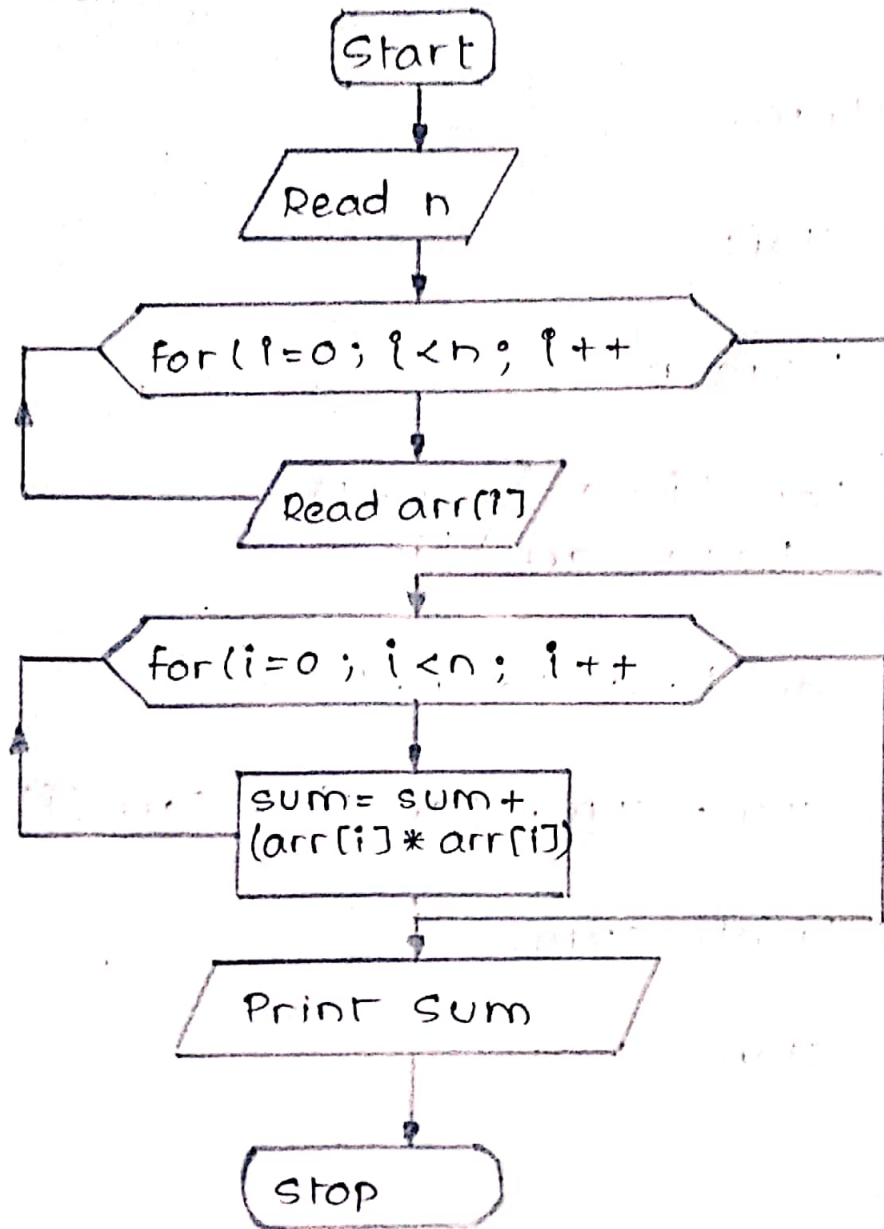 Start
Read n
for(i=0; i<n; i++
Read arr[i]
for(i=0; i<n; i++
sum= sum+
(arr[i] * arr[i])
Print sum
Stop